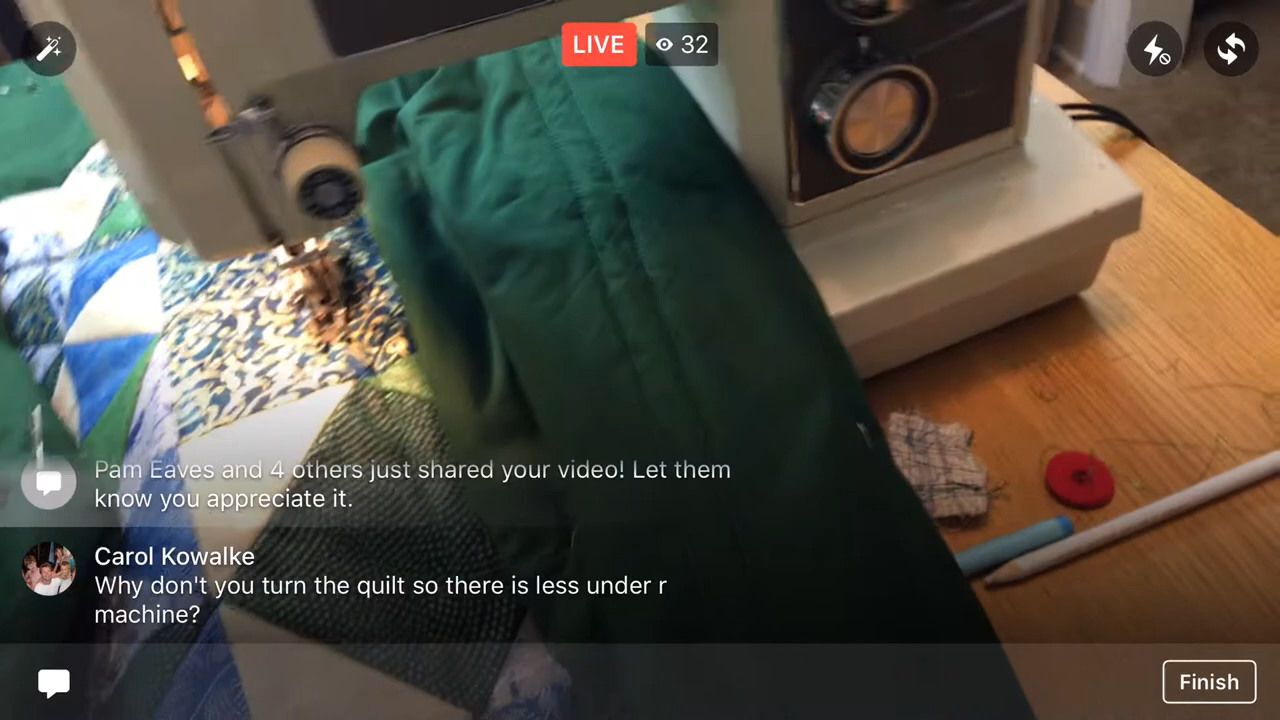 LIVE 32
Pam Eaves and 4 others just shared your video! Let them
know you appreciate it.
Carol Kowalke
Why don't you turn the quilt so there is less under r
machine?
Finish